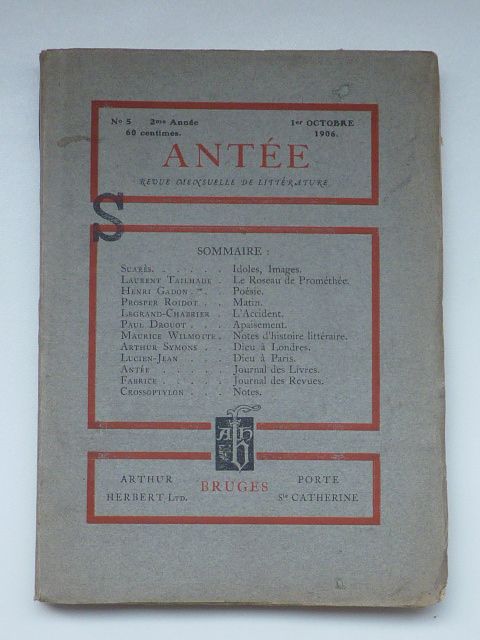 No 5 2me Année 1er OCTOBRE
60 centimes. 1906.
ANTÉE
REVUE MENSUELLE DE LITTÉRATURE
S
SOMMAIRE :
Suarès. . . . . . Idoles, Images.
Laurent Tailhade . Le Roseau de Prométhée.
Henri Gadon . . . Poésie.
Prosper Roidot . . Matin.
Legrand-Chabrier . L'Accident.
Paul Drouot . . . Apaisement.
Maurice Wilmotte . Notes d'histoire littéraire.
Arthur Symons . . Dieu à Londres.
Lucien-Jean . . . Dieu à Paris.
Antée . . . . . Journal des Livres.
Fabrice . . . . . Journal des Revues.
Crossoptylon . . . Notes.
AHB
ARTHUR PORTE
HERBERT LTD. BRUGES Ste CATHERINE